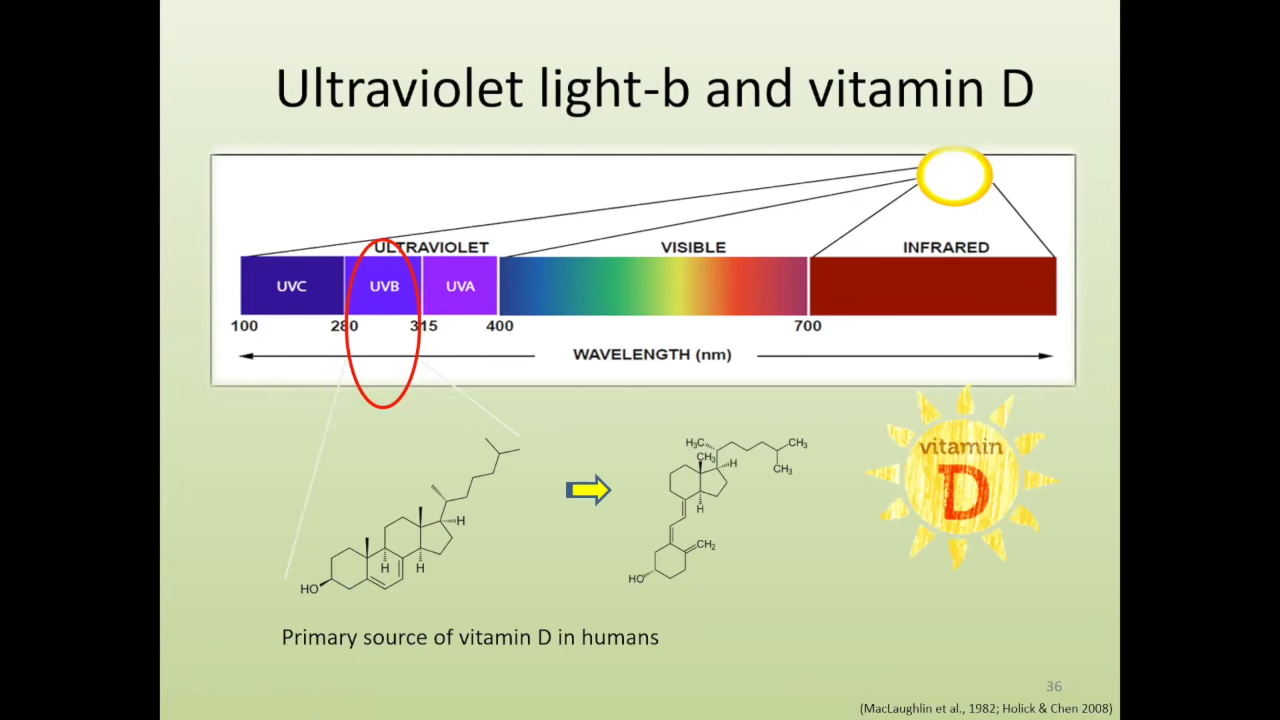 Ultraviolet light-b and vitamin D
ULTRAVIOLET VISIBLE INFRARED
UVC UVB UVA
100 280 315 400 700
WAVELENGTH (nm)
vitamin
D
H₃C CH₃
CH₃ H
CH₃
H
H
H H
CH₂
HO
HO
Primary source of vitamin D in humans
36
(MacLaughlin et al., 1982; Holick & Chen 2008)